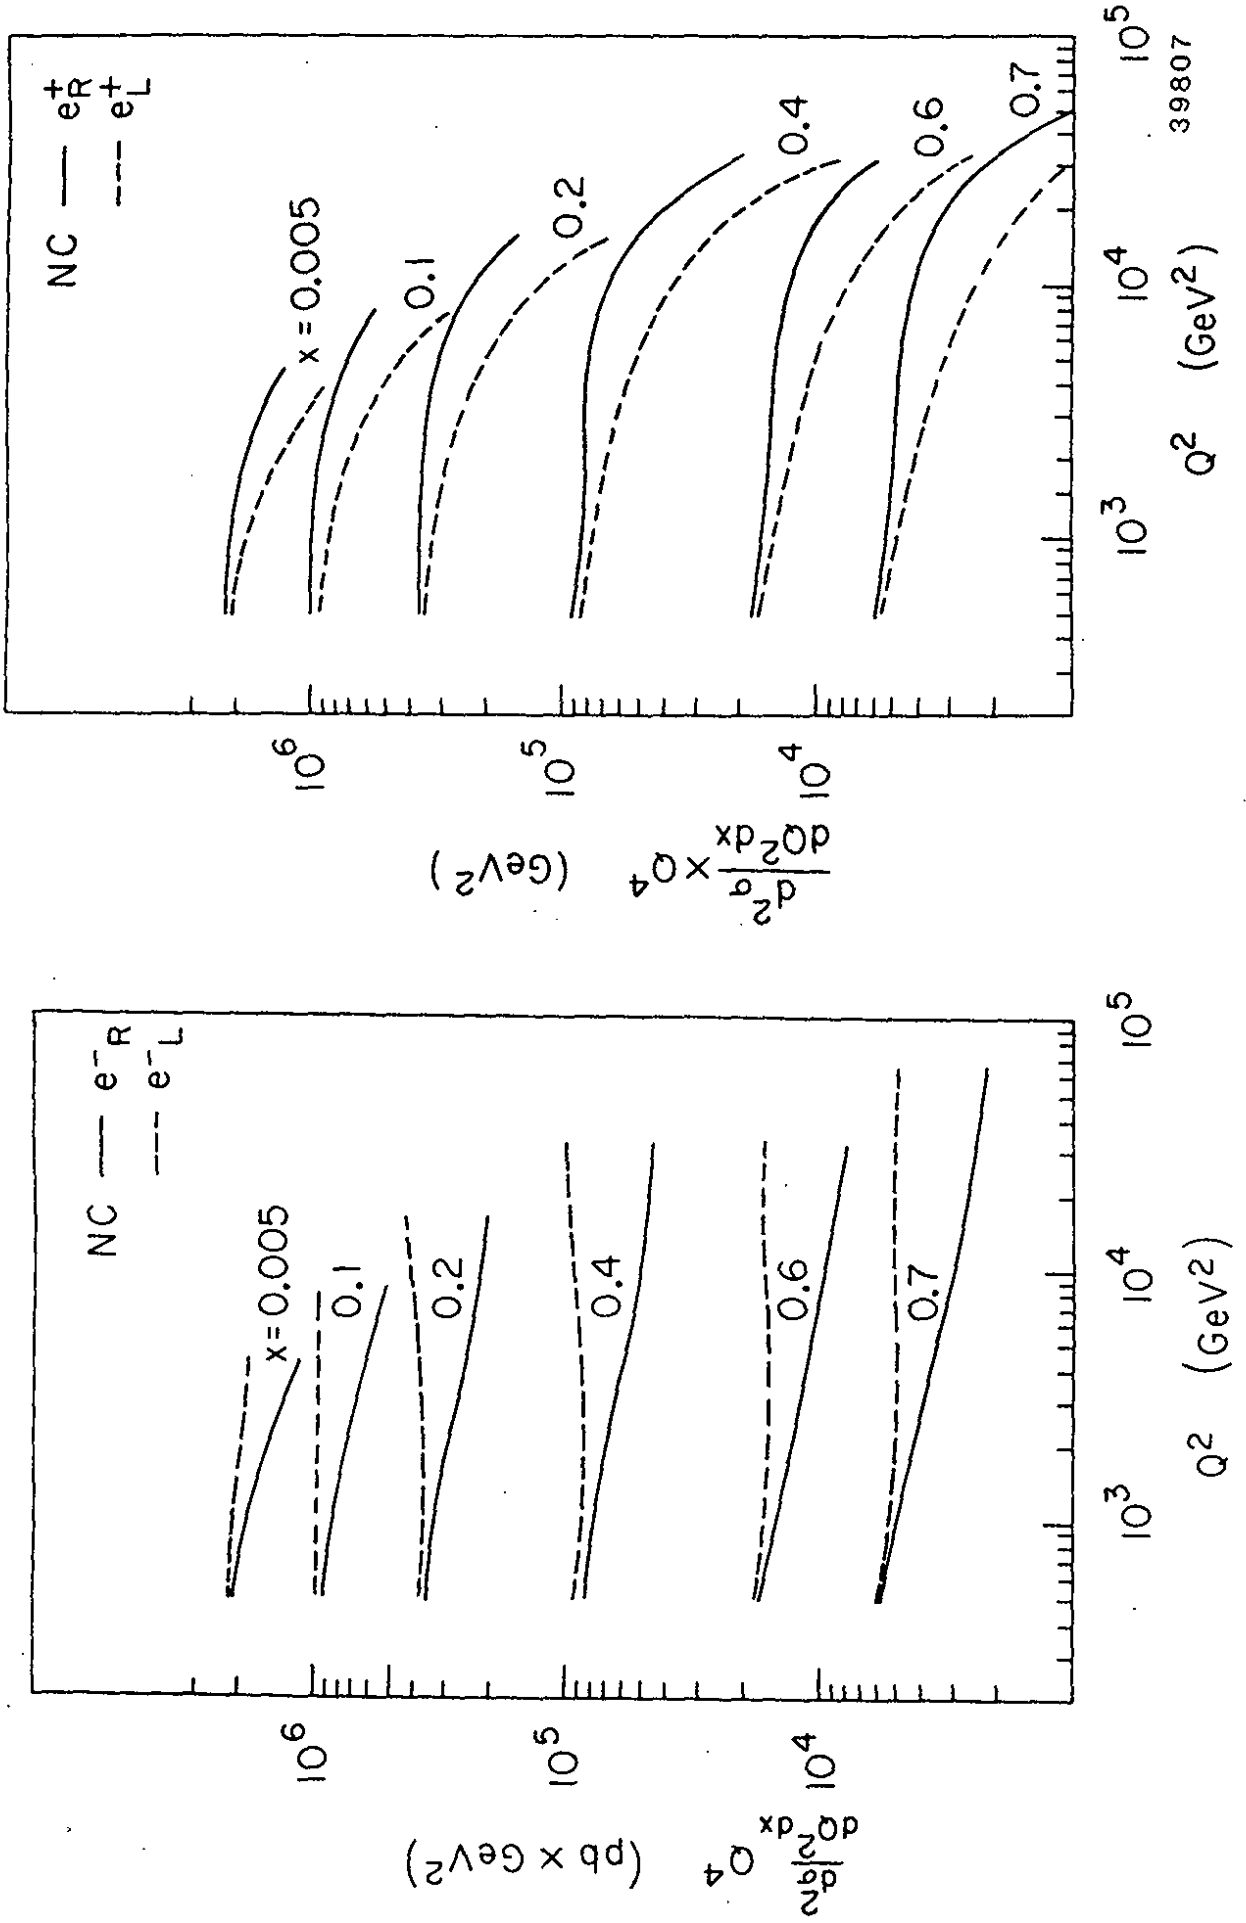 NC — e⁻R
--- e⁻L
x = 0.005
0.1
0.2
0.4
0.6
0.7
10⁶
10⁵
10⁴
d²σ/dQ²dx Q⁴ (pb × GeV²)
10³
10⁴
10⁵
Q² (GeV²)
NC — e⁺R
--- e⁺L
x = 0.005
0.1
0.2
0.4
0.6
0.7
10⁶
10⁵
10⁴
d²σ/dQ²dx × Q⁴ (GeV²)
10³
10⁴
10⁵
Q² (GeV²)
39807